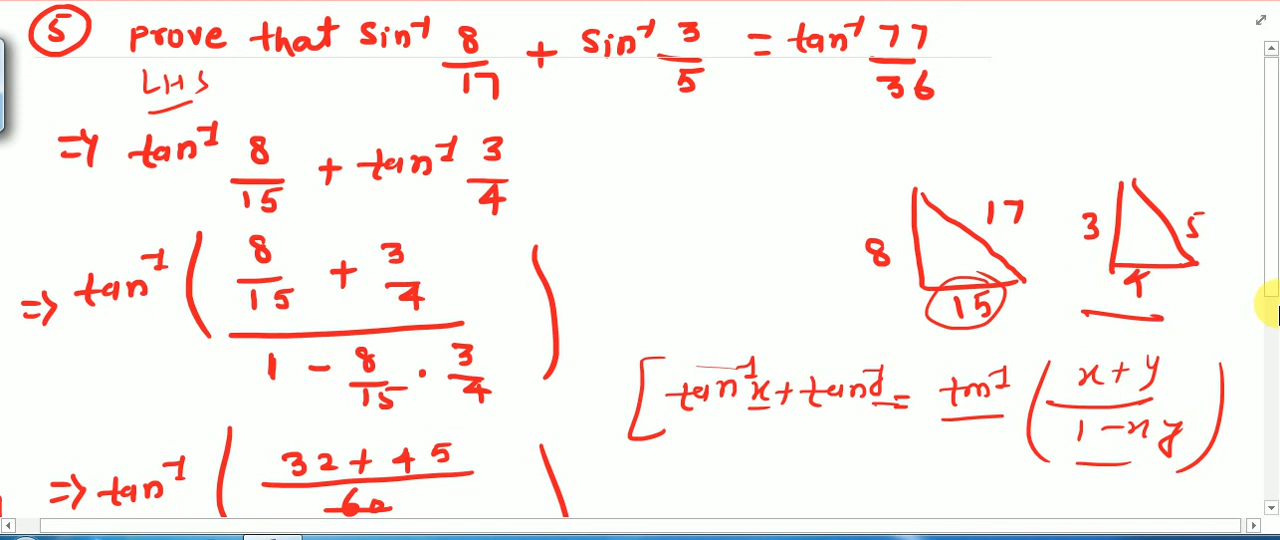 ⑤ prove that sin⁻¹ 8/17 + sin⁻¹ 3/5 = tan⁻¹ 77/36
LHS
=> tan⁻¹ 8/15 + tan⁻¹ 3/4
=> tan⁻¹ ( (8/15 + 3/4) / (1 - 8/15 · 3/4) )
8 17 15
3 5 4
[ tan⁻¹x + tan⁻¹y = tan⁻¹ ( (x+y) / (1-xy) )
=> tan⁻¹ ( (32+45) / 60